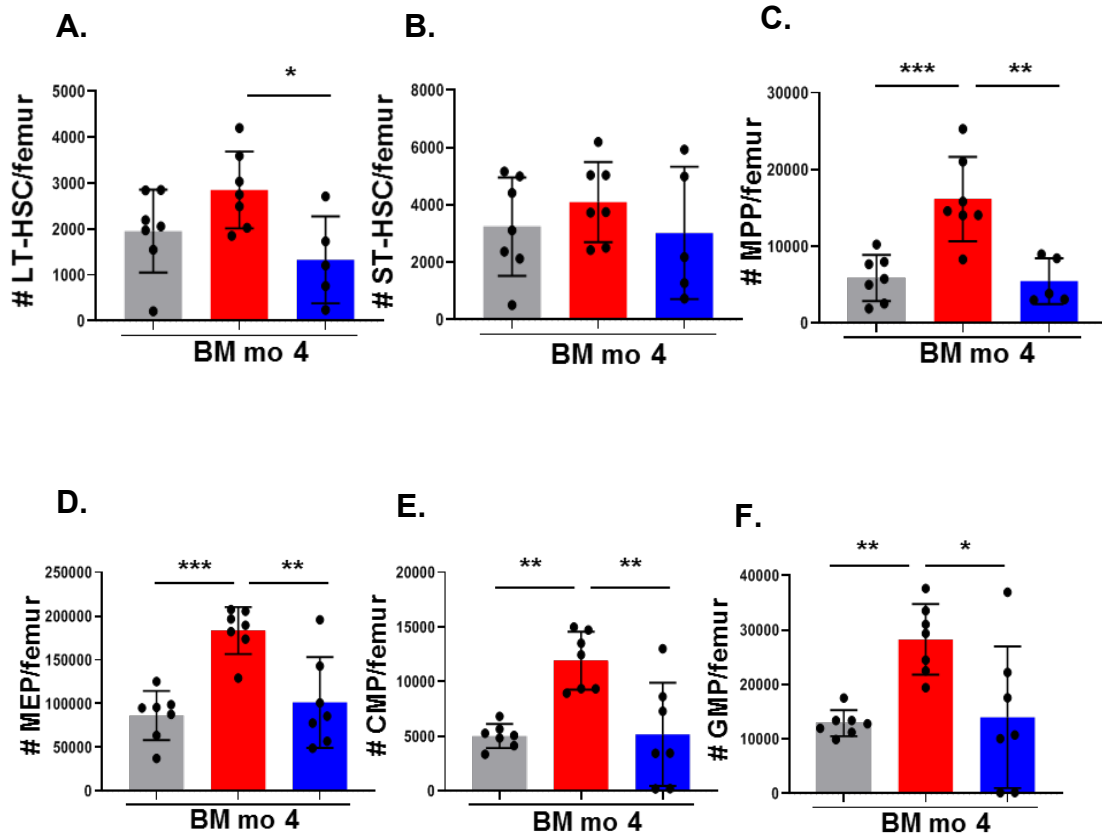 A.
*
# LT-HSC/femur
5000
4000
3000
2000
1000
0
BM mo 4
B.
# ST-HSC/femur
8000
6000
4000
2000
0
BM mo 4
C.
*** **
# MPP/femur
30000
20000
10000
0
BM mo 4
D.
*** **
# MEP/femur
250000
200000
150000
100000
50000
0
BM mo 4
E.
** **
# CMP/femur
20000
15000
10000
5000
0
BM mo 4
F.
** *
# GMP/femur
40000
30000
20000
10000
0
BM mo 4